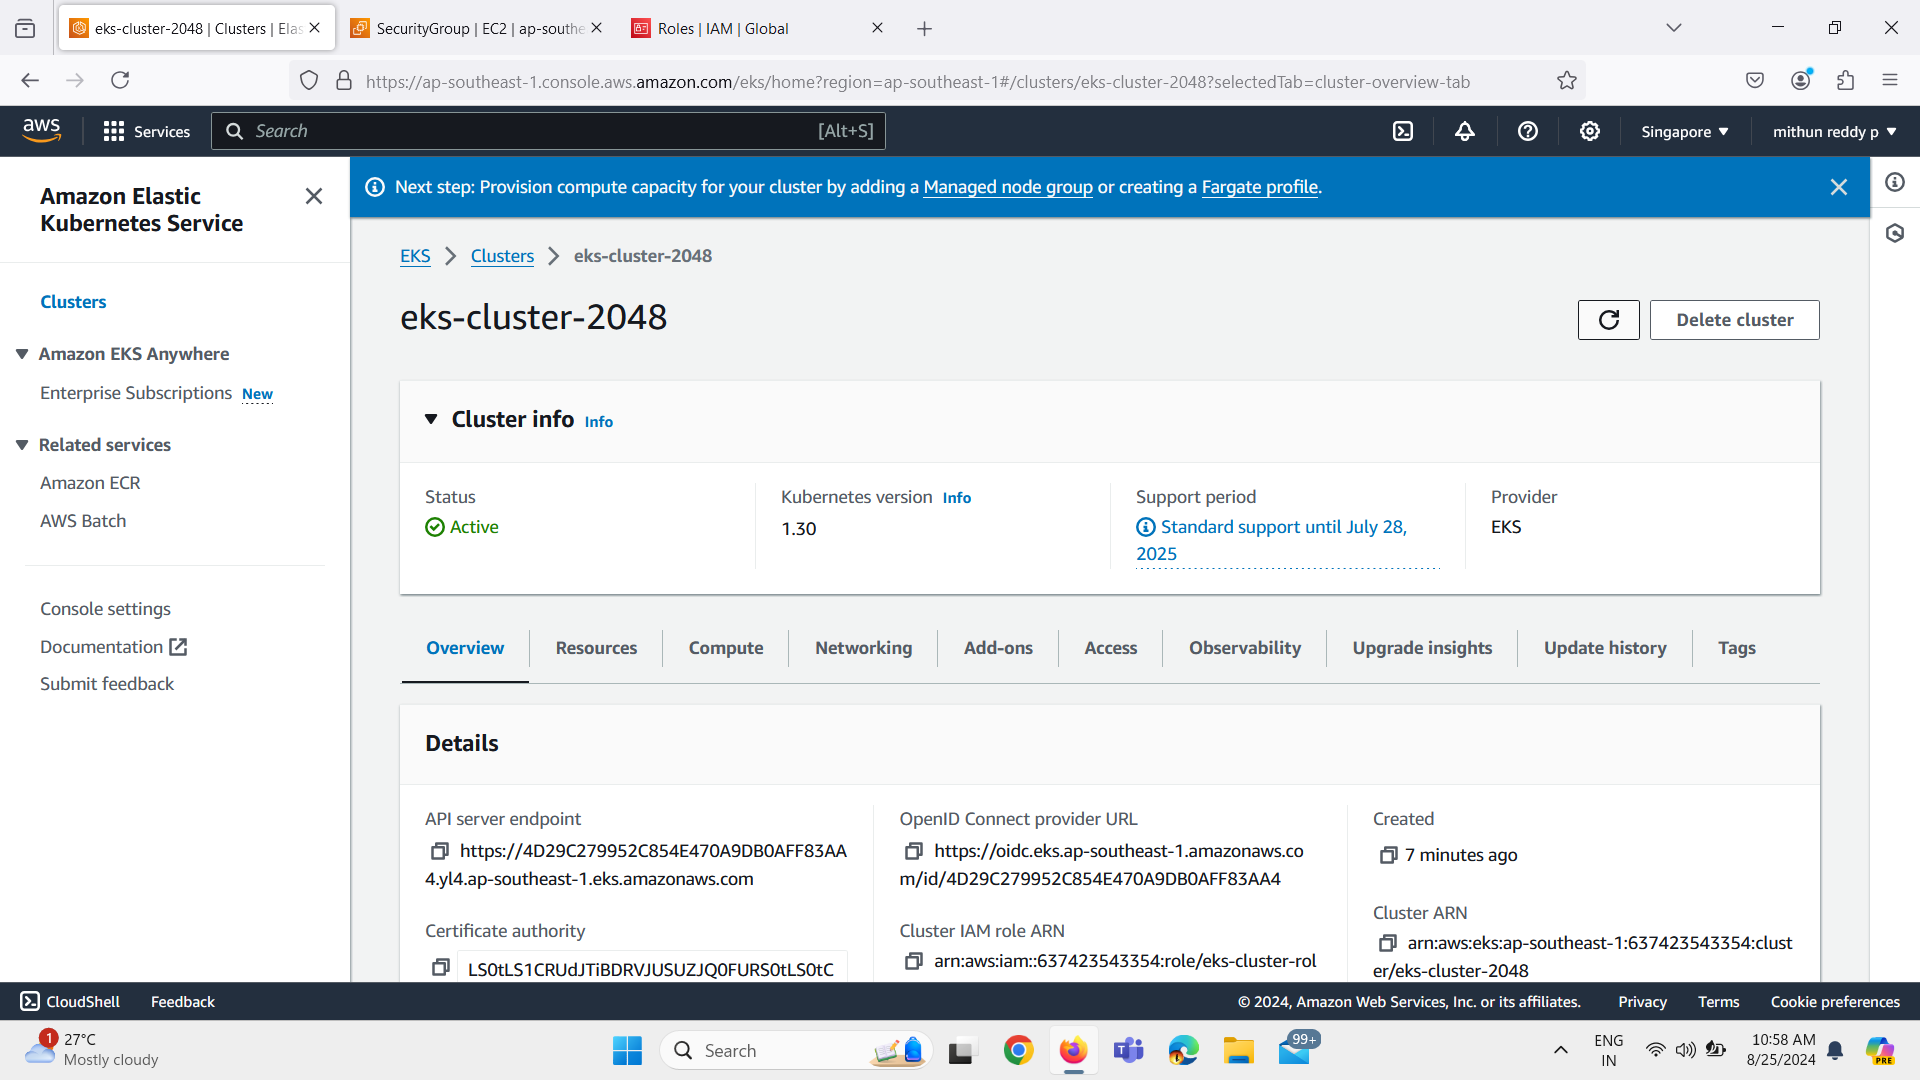 eks-cluster-2048 | Clusters | Elas
SecurityGroup | EC2 | ap-southe
Roles | IAM | Global
https://ap-southeast-1.console.aws.amazon.com/eks/home?region=ap-southeast-1#/clusters/eks-cluster-2048?selectedTab=cluster-overview-tab
aws
Services
Search
[Alt+S]
Singapore
mithun reddy p
Amazon Elastic
Kubernetes Service
Clusters
Amazon EKS Anywhere
Enterprise Subscriptions New
Related services
Amazon ECR
AWS Batch
Console settings
Documentation
Submit feedback
Next step: Provision compute capacity for your cluster by adding a Managed node group or creating a Fargate profile.
EKS > Clusters > eks-cluster-2048
eks-cluster-2048
Delete cluster
Cluster info Info
Status
Active
Kubernetes version Info
1.30
Support period
Standard support until July 28,
2025
Provider
EKS
Overview
Resources
Compute
Networking
Add-ons
Access
Observability
Upgrade insights
Update history
Tags
Details
API server endpoint
https://4D29C279952C854E470A9DB0AFF83AA
4.yl4.ap-southeast-1.eks.amazonaws.com
Certificate authority
LS0tLS1CRUdJTiBDRVJUSUZJQ0FURS0tLS0tC
OpenID Connect provider URL
https://oidc.eks.ap-southeast-1.amazonaws.co
m/id/4D29C279952C854E470A9DB0AFF83AA4
Cluster IAM role ARN
arn:aws:iam::637423543354:role/eks-cluster-rol
Created
7 minutes ago
Cluster ARN
arn:aws:eks:ap-southeast-1:637423543354:clust
er/eks-cluster-2048
CloudShell
Feedback
© 2024, Amazon Web Services, Inc. or its affiliates.
Privacy
Terms
Cookie preferences
1
27°C
Mostly cloudy
Search
99+
ENG
IN
10:58 AM
8/25/2024
PRE